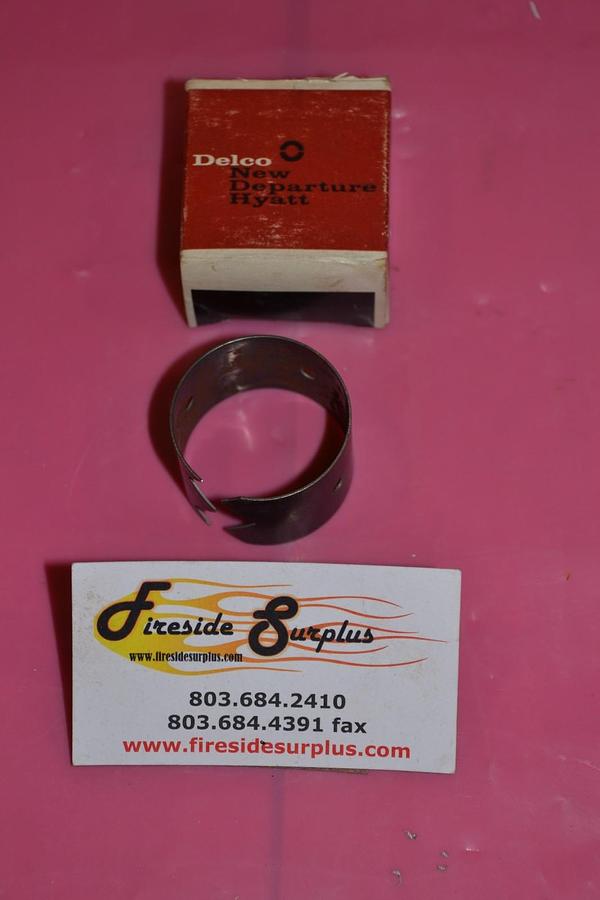 Delco
New
Departure
Hyatt
Fireside Surplus
www.firesidesurplus.com
803.684.2410
803.684.4391 fax
www.firesidesurplus.com